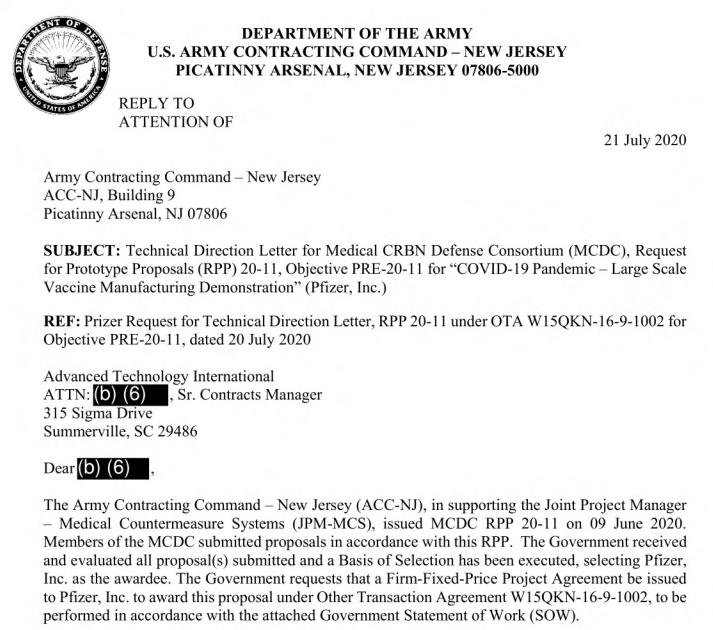 DEPARTMENT OF DEFENSE
UNITED STATES OF AMERICA
DEPARTMENT OF THE ARMY
U.S. ARMY CONTRACTING COMMAND – NEW JERSEY
PICATINNY ARSENAL, NEW JERSEY 07806-5000
REPLY TO
ATTENTION OF
21 July 2020
Army Contracting Command – New Jersey
ACC-NJ, Building 9
Picatinny Arsenal, NJ 07806
SUBJECT: Technical Direction Letter for Medical CRBN Defense Consortium (MCDC), Request
for Prototype Proposals (RPP) 20-11, Objective PRE-20-11 for “COVID-19 Pandemic – Large Scale
Vaccine Manufacturing Demonstration” (Pfizer, Inc.)
REF: Prizer Request for Technical Direction Letter, RPP 20-11 under OTA W15QKN-16-9-1002 for
Objective PRE-20-11, dated 20 July 2020
Advanced Technology International
ATTN: (b) (6) , Sr. Contracts Manager
315 Sigma Drive
Summerville, SC 29486
Dear (b) (6) ,
The Army Contracting Command – New Jersey (ACC-NJ), in supporting the Joint Project Manager
– Medical Countermeasure Systems (JPM-MCS), issued MCDC RPP 20-11 on 09 June 2020.
Members of the MCDC submitted proposals in accordance with this RPP. The Government received
and evaluated all proposal(s) submitted and a Basis of Selection has been executed, selecting Pfizer,
Inc. as the awardee. The Government requests that a Firm-Fixed-Price Project Agreement be issued
to Pfizer, Inc. to award this proposal under Other Transaction Agreement W15QKN-16-9-1002, to be
performed in accordance with the attached Government Statement of Work (SOW).